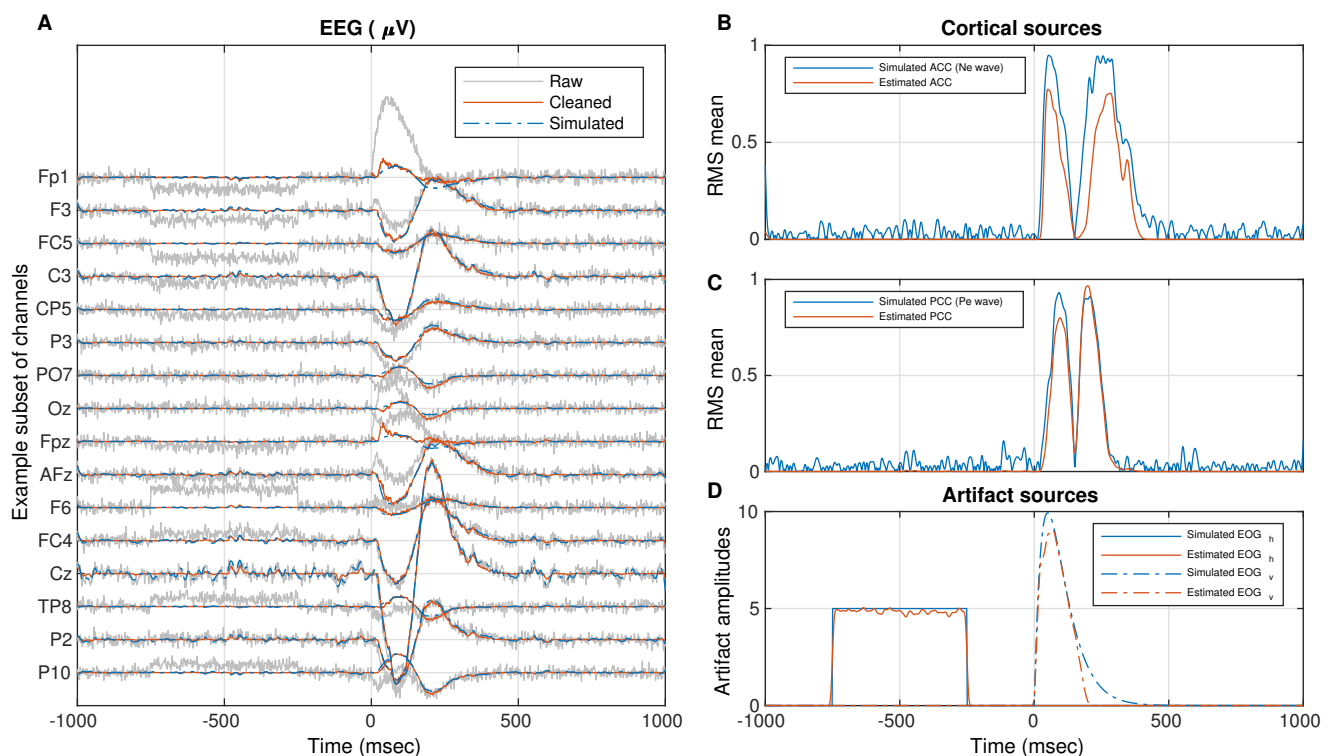 A
EEG ( μV)
Example subset of channels
Raw
Cleaned
Simulated
Fp1
F3
FC5
C3
CP5
P3
PO7
Oz
Fpz
AFz
F6
FC4
Cz
TP8
P2
P10
-1000
-500
0
500
1000
Time (msec)
B
Cortical sources
1
0.5
0
RMS mean
Simulated ACC (Ne wave)
Estimated ACC
C
1
0.5
0
RMS mean
Simulated PCC (Pe wave)
Estimated PCC
D
Artifact sources
10
5
0
Artifact amplitudes
Simulated EOG h
Estimated EOG h
Simulated EOG v
Estimated EOG v
-1000
-500
0
500
1000
Time (msec)